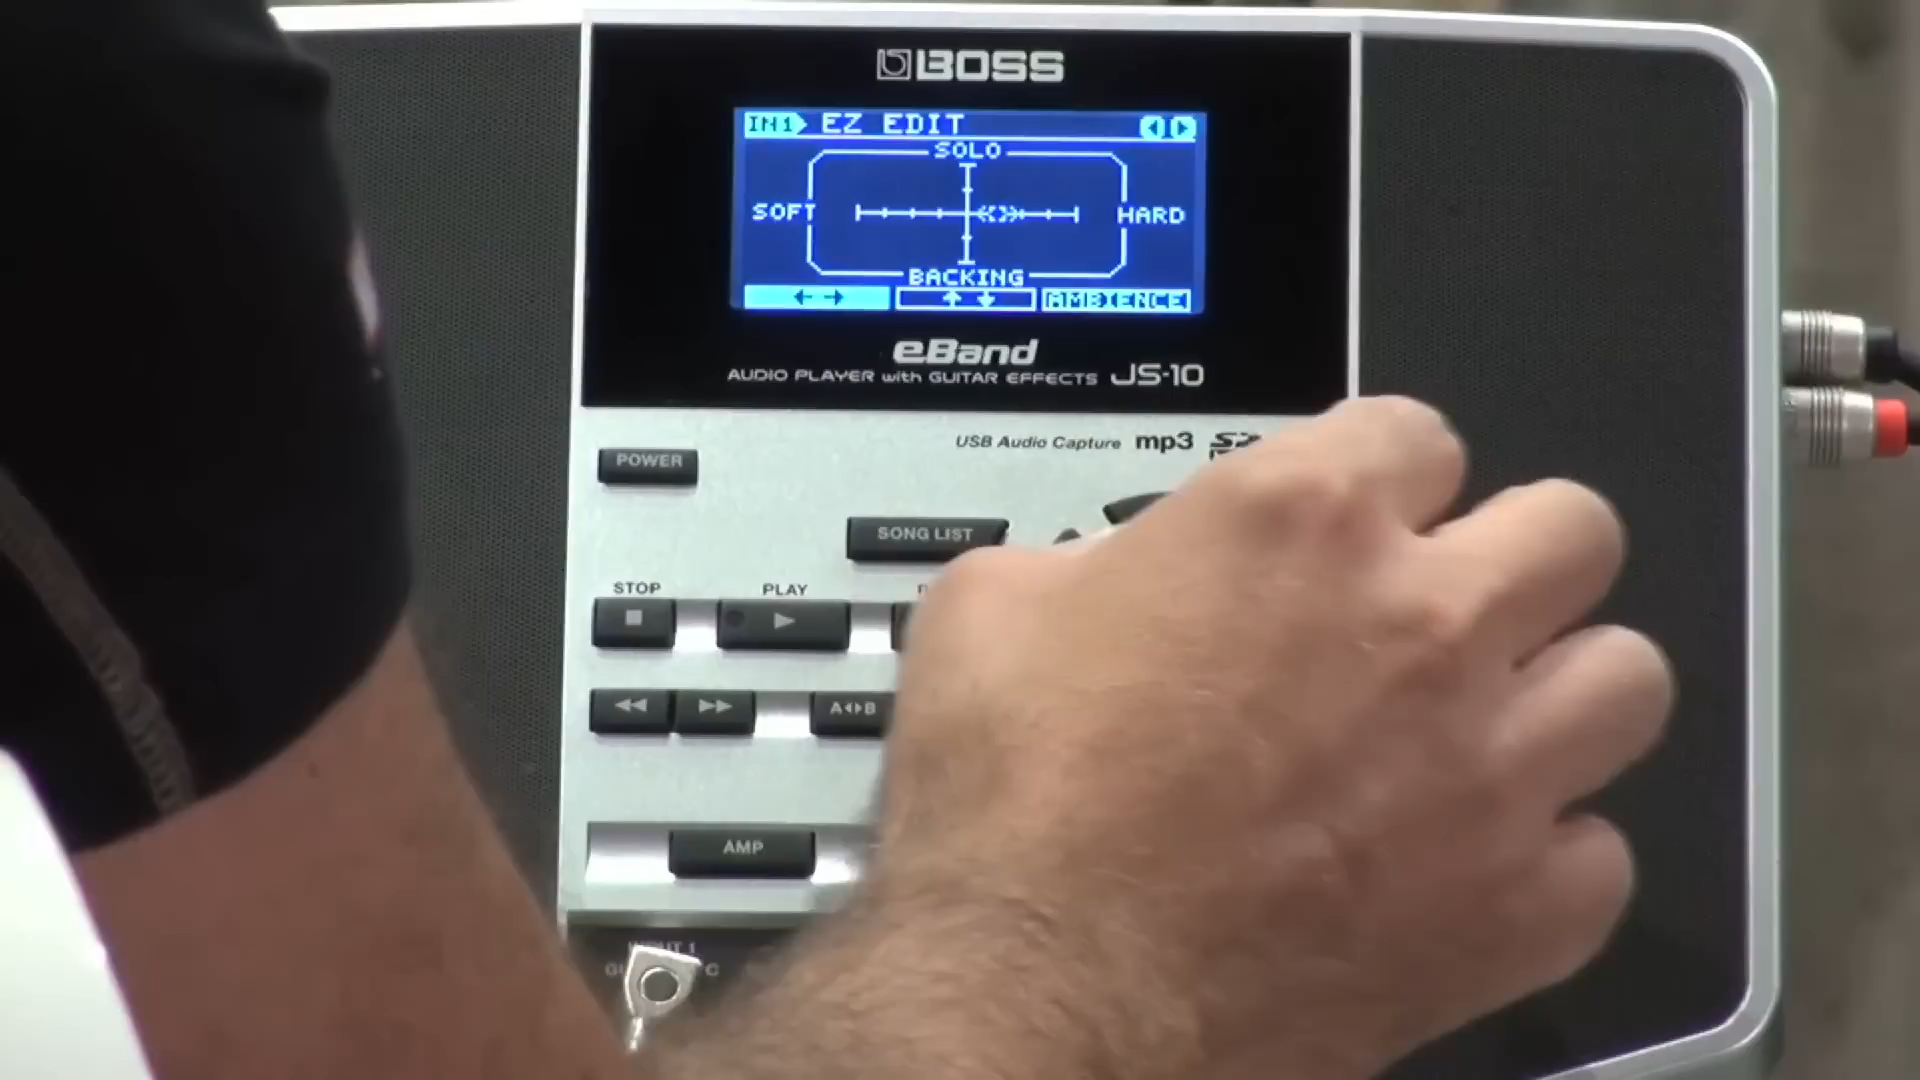 BOSS
IN1 EZ EDIT
SOLO
SOFT HARD
BACKING
AMBIENCE
eBand
AUDIO PLAYER with GUITAR EFFECTS JS-10
USB Audio Capture mp3
POWER
SONG LIST
STOP PLAY
A B
AMP